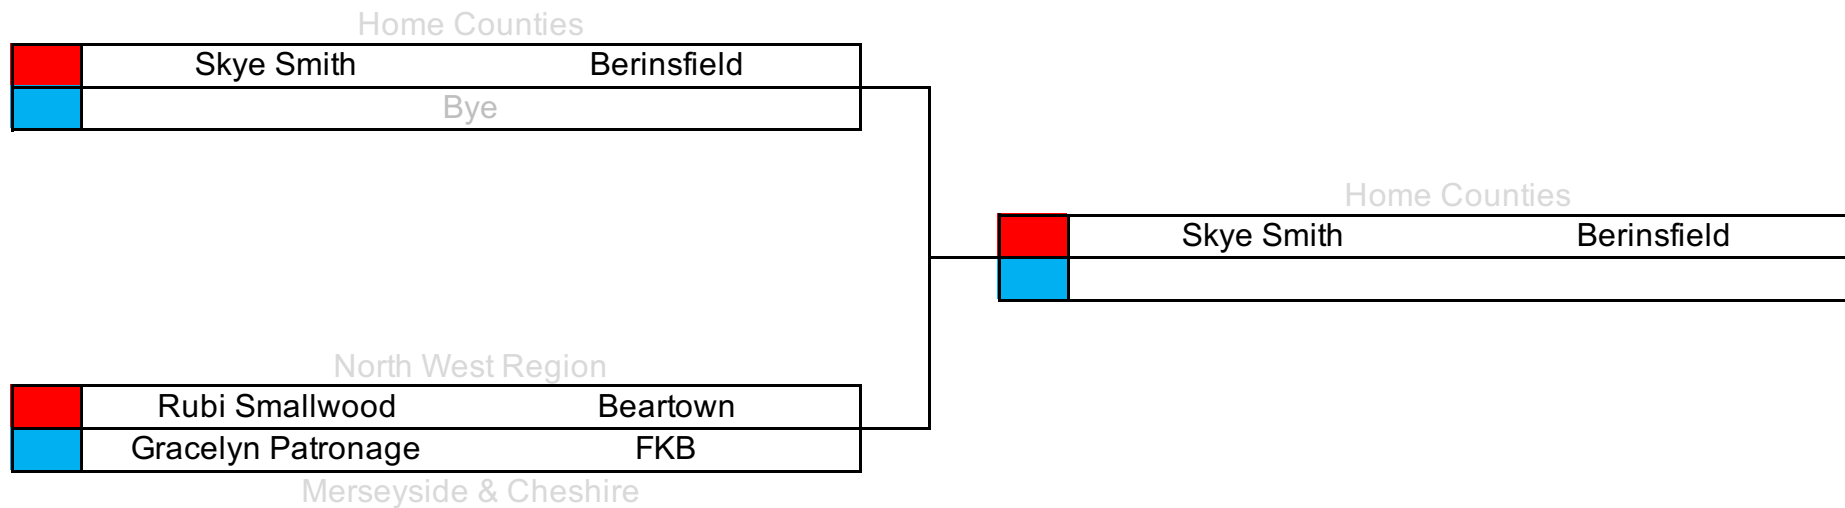 Home Counties
Skye Smith Berinsfield
Bye
Home Counties
Skye Smith Berinsfield
North West Region
Rubi Smallwood Beartown
Gracelyn Patronage FKB
Merseyside & Cheshire